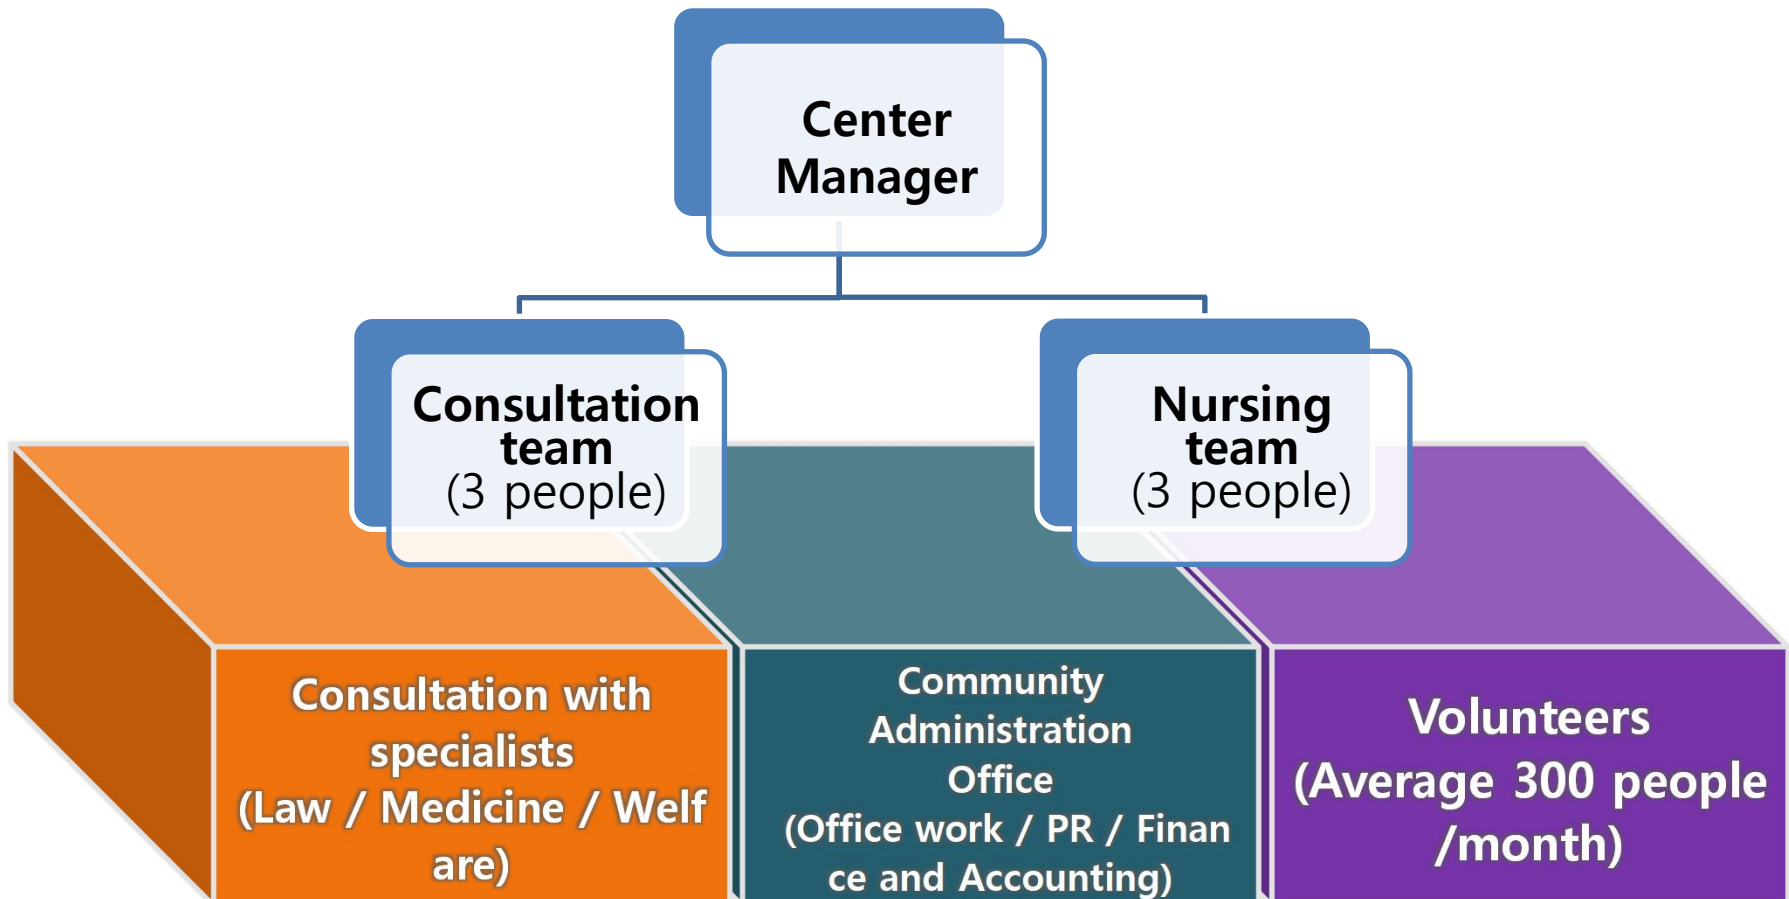 Center
Manager
Consultation
team
(3 people)
Nursing
team
(3 people)
Consultation with
specialists
(Law / Medicine / Welf
are)
Community
Administration
Office
(Office work / PR / Finan
ce and Accounting)
Volunteers
(Average 300 people
/month)